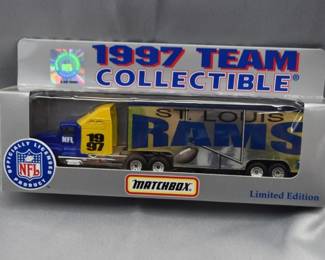 1997 TEAM
COLLECTIBLE®
ST. LOUIS
RAMS
NFL
19
97
OFFICIALLY LICENSED
NFL
PRODUCT
MATCHBOX
Limited Edition